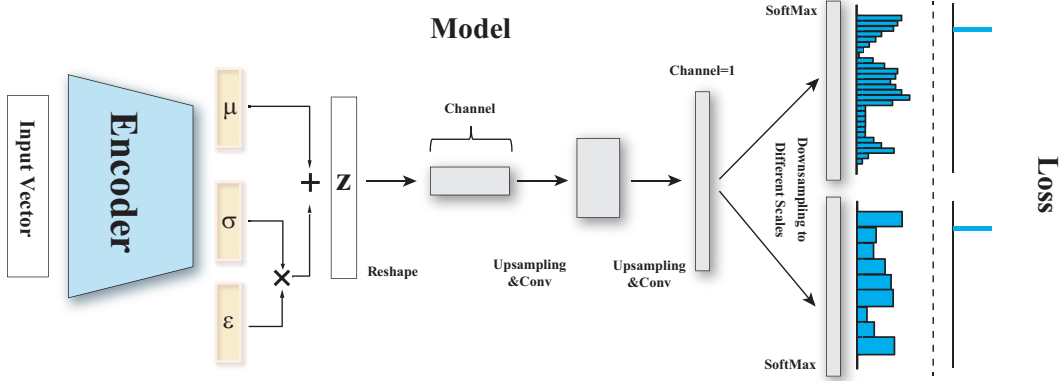 Model
Input Vector
Encoder
μ
σ
ε
+
×
z
Reshape
Channel
Upsampling
&Conv
Upsampling
&Conv
Channel=1
Downsampling to
Different Scales
SoftMax
SoftMax
Loss